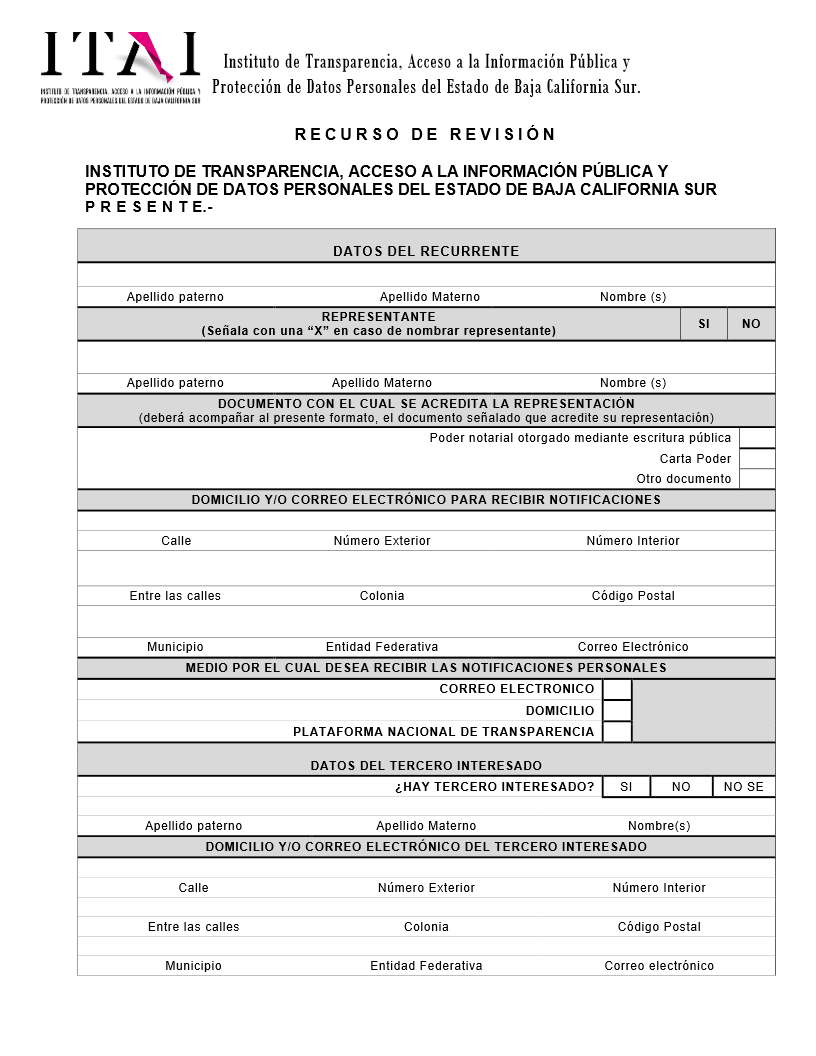 ITAI
INSTITUTO DE TRANSPARENCIA, ACCESO A LA INFORMACIÓN PÚBLICA Y
PROTECCIÓN DE DATOS PERSONALES DEL ESTADO DE BAJA CALIFORNIA SUR
Instituto de Transparencia, Acceso a la Información Pública y
Protección de Datos Personales del Estado de Baja California Sur.
RECURSO DE REVISIÓN
INSTITUTO DE TRANSPARENCIA, ACCESO A LA INFORMACIÓN PÚBLICA Y
PROTECCIÓN DE DATOS PERSONALES DEL ESTADO DE BAJA CALIFORNIA SUR
P R E S E N T E.-
DATOS DEL RECURRENTE
Apellido paterno Apellido Materno Nombre (s)
REPRESENTANTE
(Señala con una “X” en caso de nombrar representante) SI NO
Apellido paterno Apellido Materno Nombre (s)
DOCUMENTO CON EL CUAL SE ACREDITA LA REPRESENTACIÓN
(deberá acompañar al presente formato, el documento señalado que acredite su representación)
Poder notarial otorgado mediante escritura pública
Carta Poder
Otro documento
DOMICILIO Y/O CORREO ELECTRÓNICO PARA RECIBIR NOTIFICACIONES
Calle Número Exterior Número Interior
Entre las calles Colonia Código Postal
Municipio Entidad Federativa Correo Electrónico
MEDIO POR EL CUAL DESEA RECIBIR LAS NOTIFICACIONES PERSONALES
CORREO ELECTRONICO
DOMICILIO
PLATAFORMA NACIONAL DE TRANSPARENCIA
DATOS DEL TERCERO INTERESADO
¿HAY TERCERO INTERESADO? SI NO NO SE
Apellido paterno Apellido Materno Nombre(s)
DOMICILIO Y/O CORREO ELECTRÓNICO DEL TERCERO INTERESADO
Calle Número Exterior Número Interior
Entre las calles Colonia Código Postal
Municipio Entidad Federativa Correo electrónico